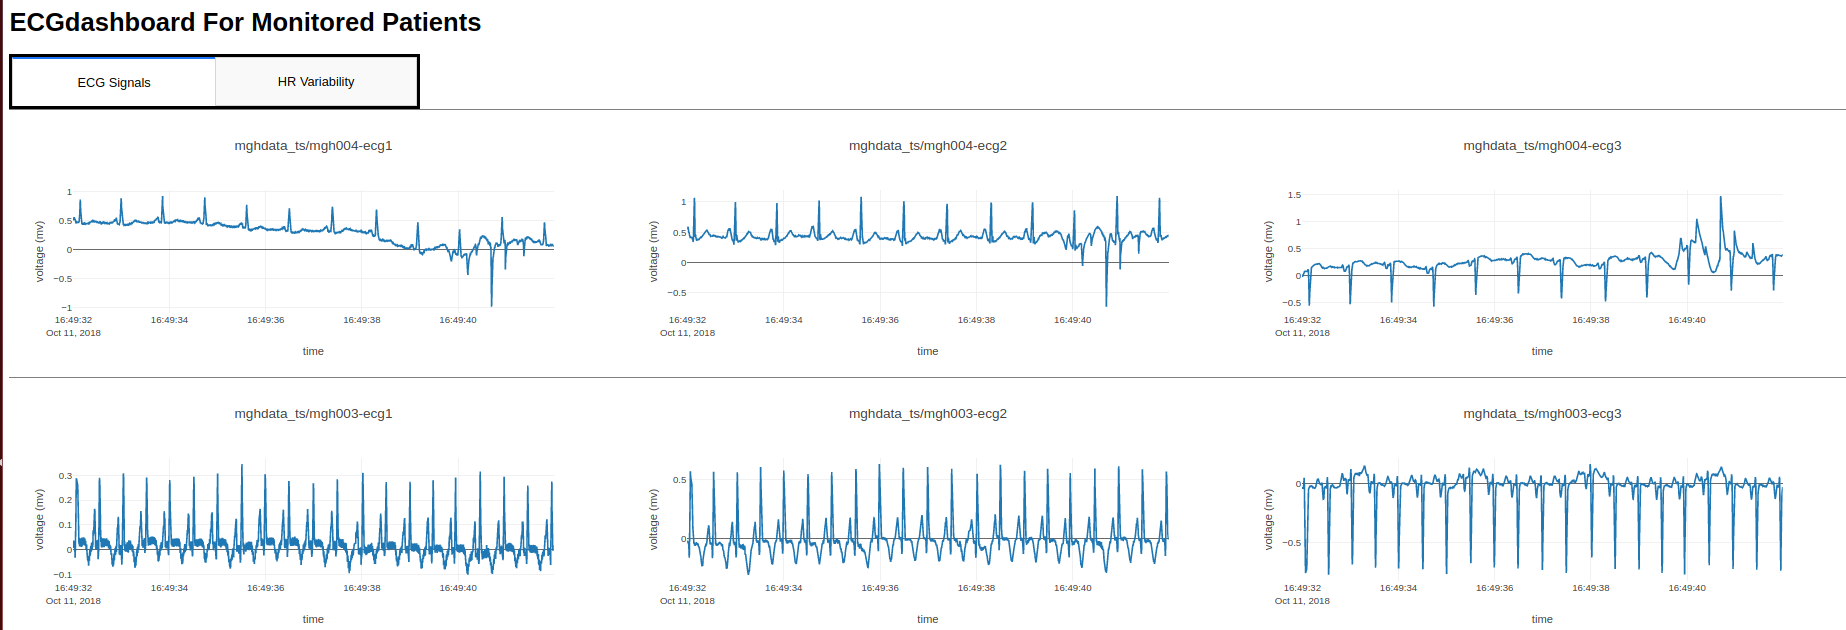 ECGdashboard For Monitored Patients
ECG Signals
HR Variability
mghdata_ts/mgh004-ecg1
voltage (mv)
1
0.5
0
−0.5
−1
16:49:32
16:49:34
16:49:36
16:49:38
16:49:40
Oct 11, 2018
time
mghdata_ts/mgh004-ecg2
voltage (mv)
1
0.5
0
−0.5
16:49:32
16:49:34
16:49:36
16:49:38
16:49:40
Oct 11, 2018
time
mghdata_ts/mgh004-ecg3
voltage (mv)
1.5
1
0.5
0
−0.5
16:49:32
16:49:34
16:49:36
16:49:38
16:49:40
Oct 11, 2018
time
mghdata_ts/mgh003-ecg1
voltage (mv)
0.3
0.2
0.1
0
−0.1
16:49:32
16:49:34
16:49:36
16:49:38
16:49:40
Oct 11, 2018
time
mghdata_ts/mgh003-ecg2
voltage (mv)
0.5
0
16:49:32
16:49:34
16:49:36
16:49:38
16:49:40
Oct 11, 2018
time
mghdata_ts/mgh003-ecg3
voltage (mv)
0
−0.5
16:49:32
16:49:34
16:49:36
16:49:38
16:49:40
Oct 11, 2018
time